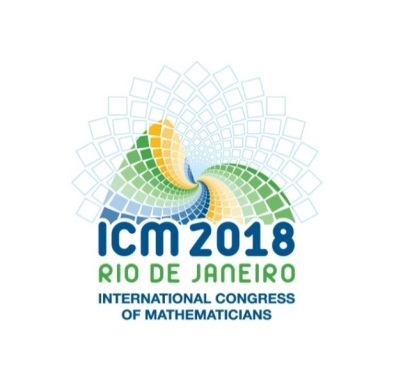 ICM 2018
RIO DE JANEIRO
INTERNATIONAL CONGRESS
OF MATHEMATICIANS